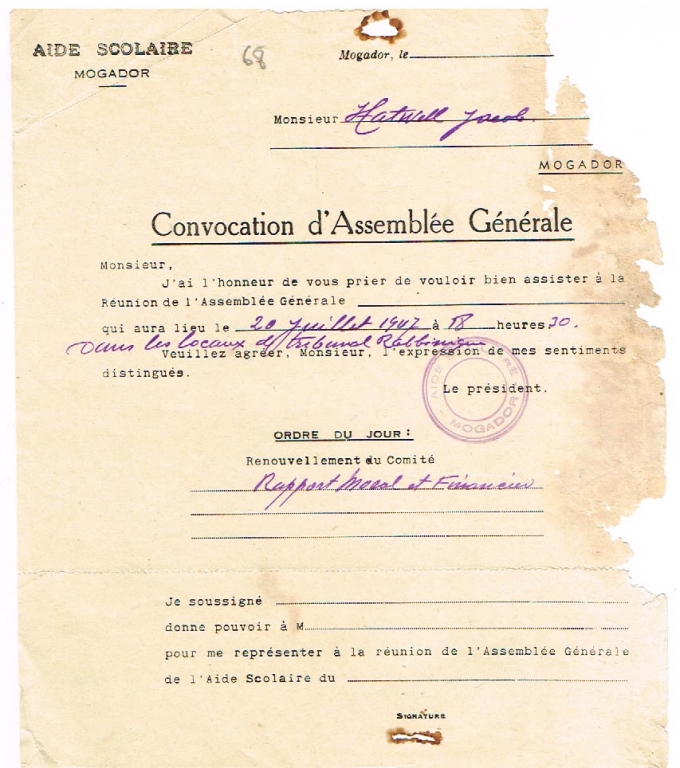 AIDE SCOLAIRE
MOGADOR
68
Mogador, le
Monsieur Hatwell Jacob.
MOGADOR
Convocation d'Assemblée Générale
Monsieur,
J'ai l'honneur de vous prier de vouloir bien assister à la
Réunion de l'Assemblée Générale
qui aura lieu le 20 juillet 1947 à 18 heures 30.
Dans les locaux du tribunal Rabbinique
Veuillez agréer, Monsieur, l'expression de mes sentiments
distingués.
Le président.
AIDE SCOLAIRE
MOGADOR
ORDRE DU JOUR :
Renouvellement du Comité
Rapport Moral et Financier
Je soussigné
donne pouvoir à M
pour me représenter à la réunion de l'Assemblée Générale
de l'Aide Scolaire du
SIGNATURE